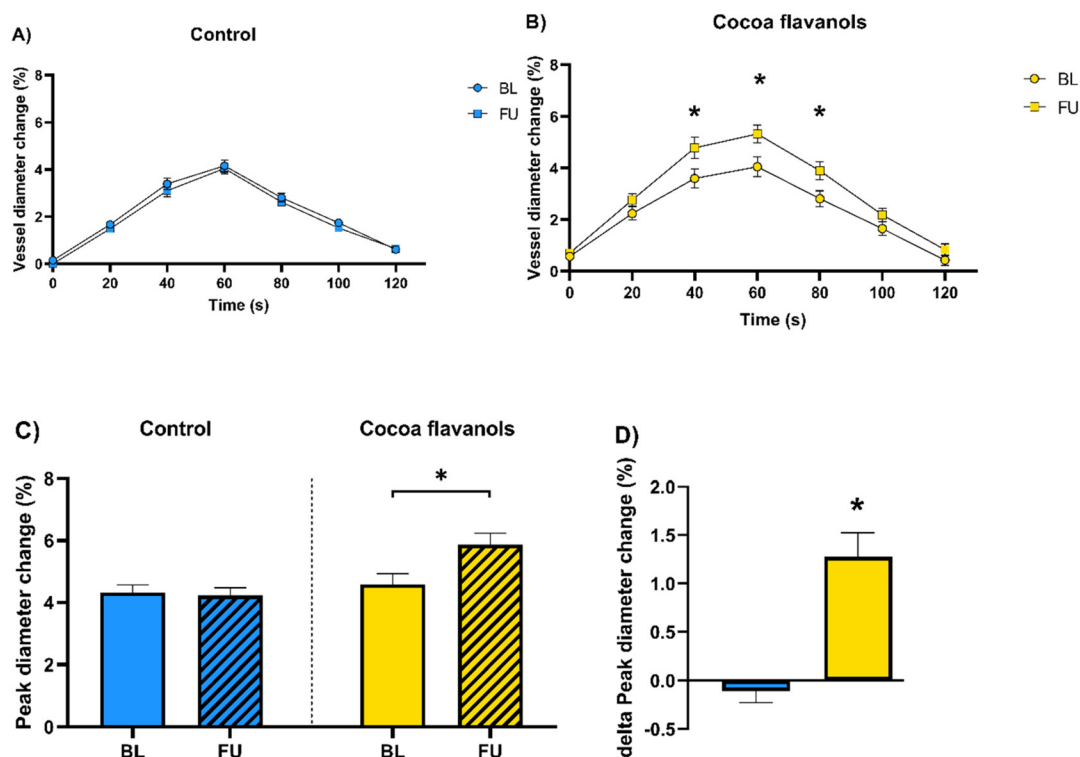 A)
Control
Vessel diameter change (%)
8
6
4
2
0
0 20 40 60 80 100 120
Time (s)
BL
FU
B)
Cocoa flavanols
Vessel diameter change (%)
8
6
4
2
0
* * *
0 20 40 60 80 100 120
Time (s)
BL
FU
C)
Control
Cocoa flavanols
Peak diameter change (%)
8
6
4
2
0
*
BL FU BL FU
D)
delta Peak diameter change (%)
2.0
1.5
1.0
0.5
0.0
-0.5
*